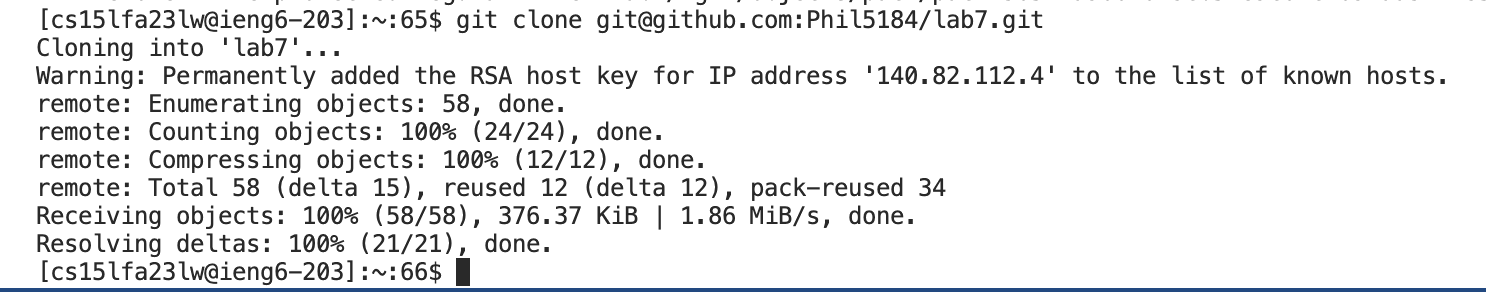 [cs15lfa23lw@ieng6-203]:~:65$ git clone git@github.com:Phil5184/lab7.git
Cloning into 'lab7'...
Warning: Permanently added the RSA host key for IP address '140.82.112.4' to the list of known hosts.
remote: Enumerating objects: 58, done.
remote: Counting objects: 100% (24/24), done.
remote: Compressing objects: 100% (12/12), done.
remote: Total 58 (delta 15), reused 12 (delta 12), pack-reused 34
Receiving objects: 100% (58/58), 376.37 KiB | 1.86 MiB/s, done.
Resolving deltas: 100% (21/21), done.
[cs15lfa23lw@ieng6-203]:~:66$